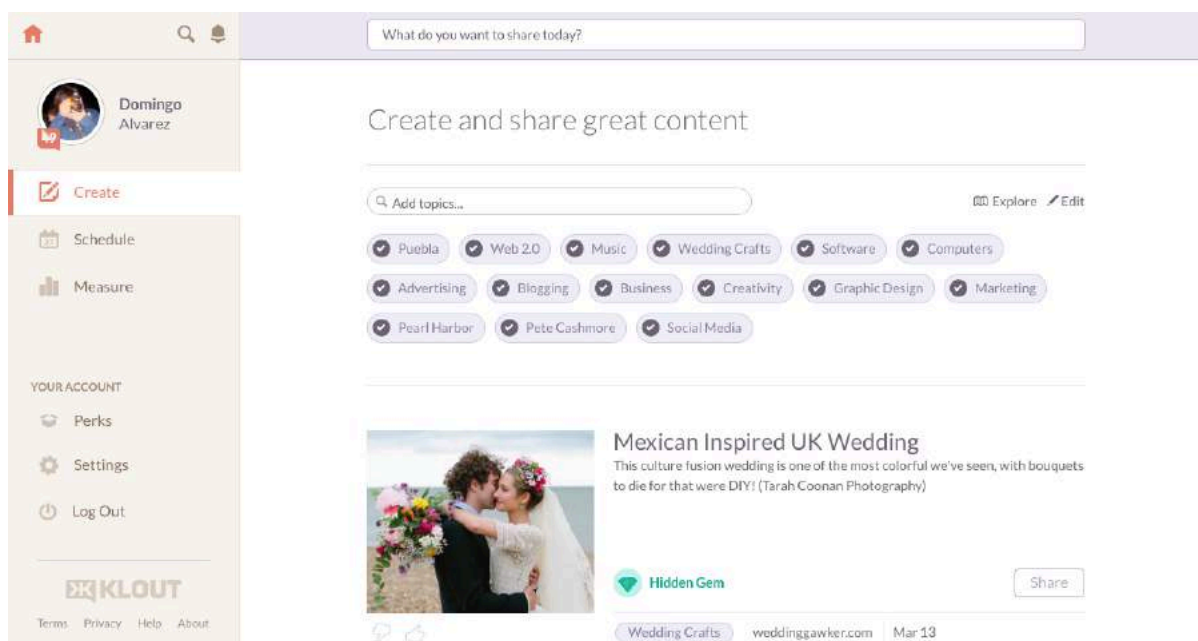 What do you want to share today?
Domingo
Alvarez
49
Create
Schedule
31
Measure
YOUR ACCOUNT
Perks
Settings
Log Out
KLOUT
Terms Privacy Help About
Create and share great content
Add topics...
Explore Edit
Puebla Web 2.0 Music Wedding Crafts Software Computers
Advertising Blogging Business Creativity Graphic Design Marketing
Pearl Harbor Pete Cashmore Social Media
Mexican Inspired UK Wedding
This culture fusion wedding is one of the most colorful we've seen, with bouquets
to die for that were DIY! (Tarah Coonan Photography)
Hidden Gem
Share
Wedding Crafts weddinggawker.com Mar 13